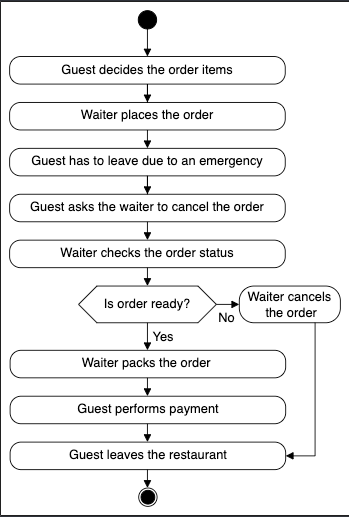 Guest decides the order items
Waiter places the order
Guest has to leave due to an emergency
Guest asks the waiter to cancel the order
Waiter checks the order status
Is order ready?
No
Waiter cancels
the order
Yes
Waiter packs the order
Guest performs payment
Guest leaves the restaurant